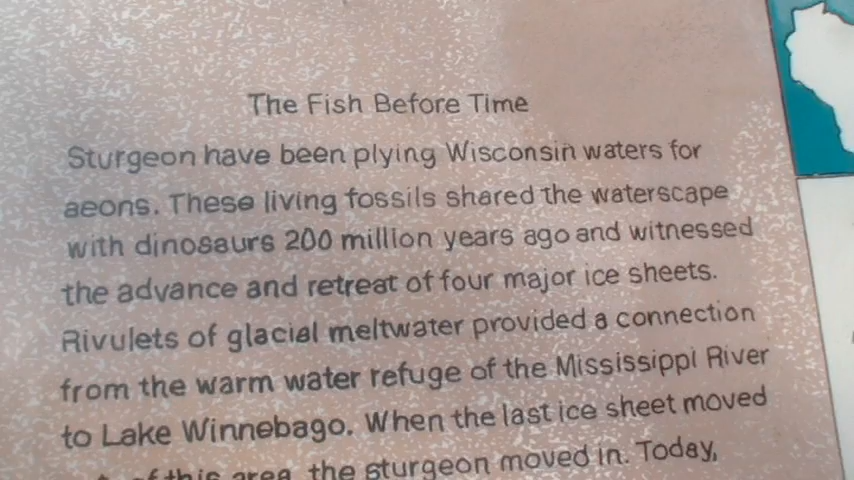 The Fish Before Time
Sturgeon have been plying Wisconsin waters for
aeons. These living fossils shared the waterscape
with dinosaurs 200 million years ago and witnessed
the advance and retreat of four major ice sheets.
Rivulets of glacial meltwater provided a connection
from the warm water refuge of the Mississippi River
to Lake Winnebago. When the last ice sheet moved
of this area, the sturgeon moved in. Today,